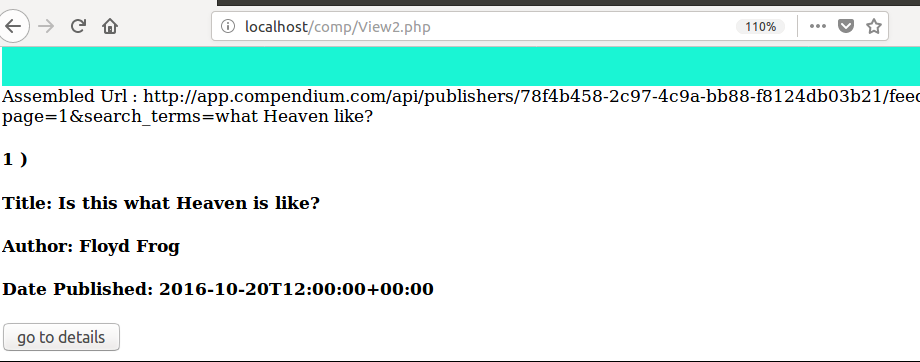 localhost/comp/View2.php
110%
Assembled Url : http://app.compendium.com/api/publishers/78f4b458-2c97-4c9a-bb88-f8124db03b21/feed
page=1&search_terms=what Heaven like?
1 )
Title: Is this what Heaven is like?
Author: Floyd Frog
Date Published: 2016-10-20T12:00:00+00:00
go to details